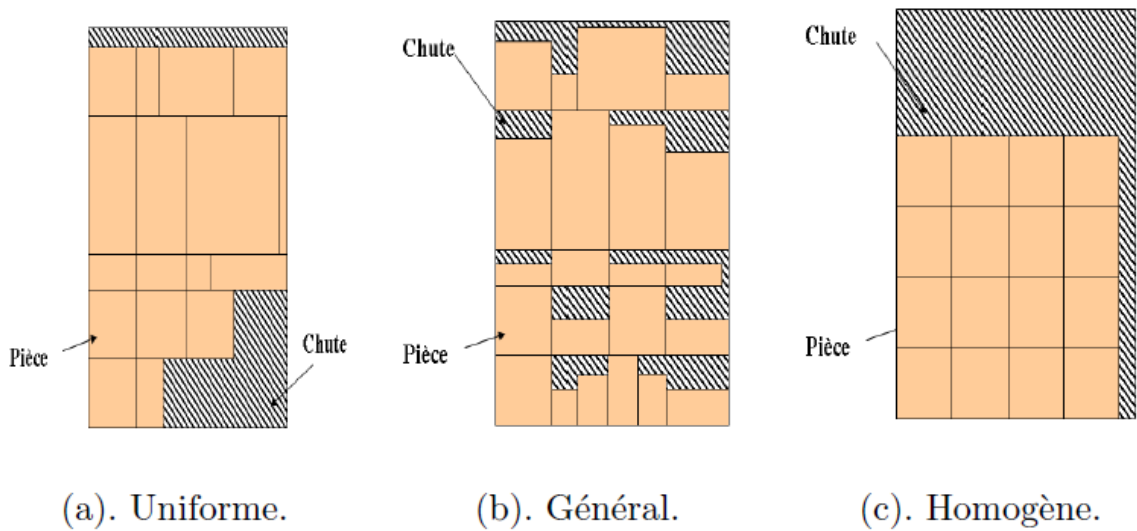 Chute
Chute
Pièce
Chute
Pièce
Pièce
(a). Uniforme.
(b). Général.
(c). Homogène.